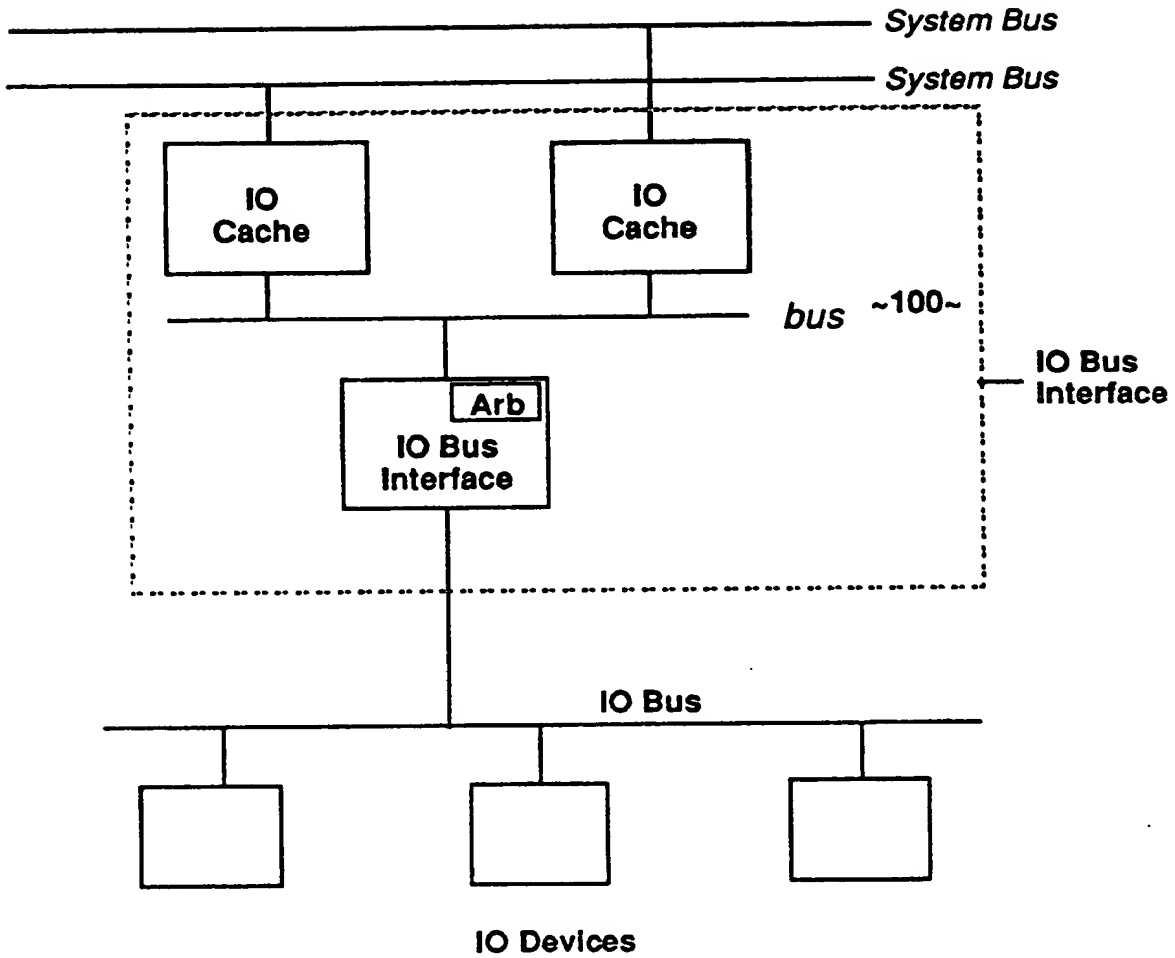 System Bus
System Bus
IO
Cache
IO
Cache
bus ~100~
IO Bus
Interface
Arb
IO Bus
Interface
IO Bus
IO Devices